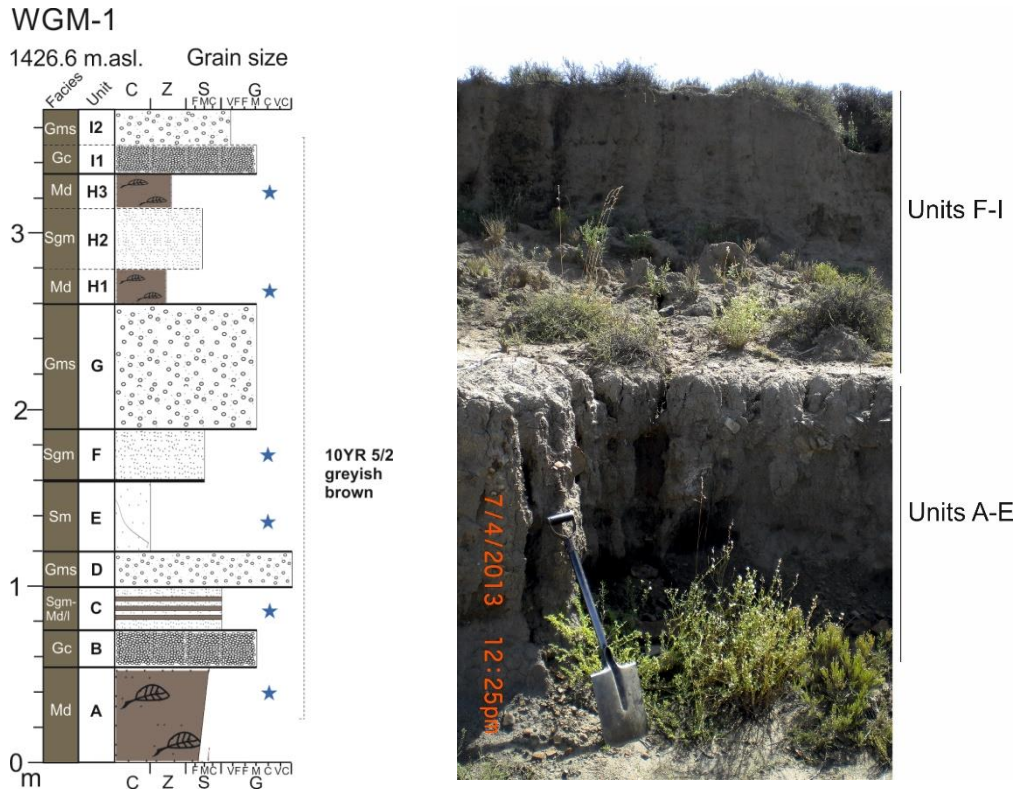 WGM-1
1426.6 m.asl.
Grain size
Facies Unit C Z S G
F M C VF F M C VC
Gms I2
Gc I1
Md H3
3
Sgm H2
Md H1
Gms G
2
Sgm F
Sm E
Gms D
1
Sgm-
Md/l C
Gc B
Md A
0
m
F M C VF F M C VC
C Z S G
10YR 5/2
greyish
brown
7/4/2013 12:25pm
Units F-I
Units A-E